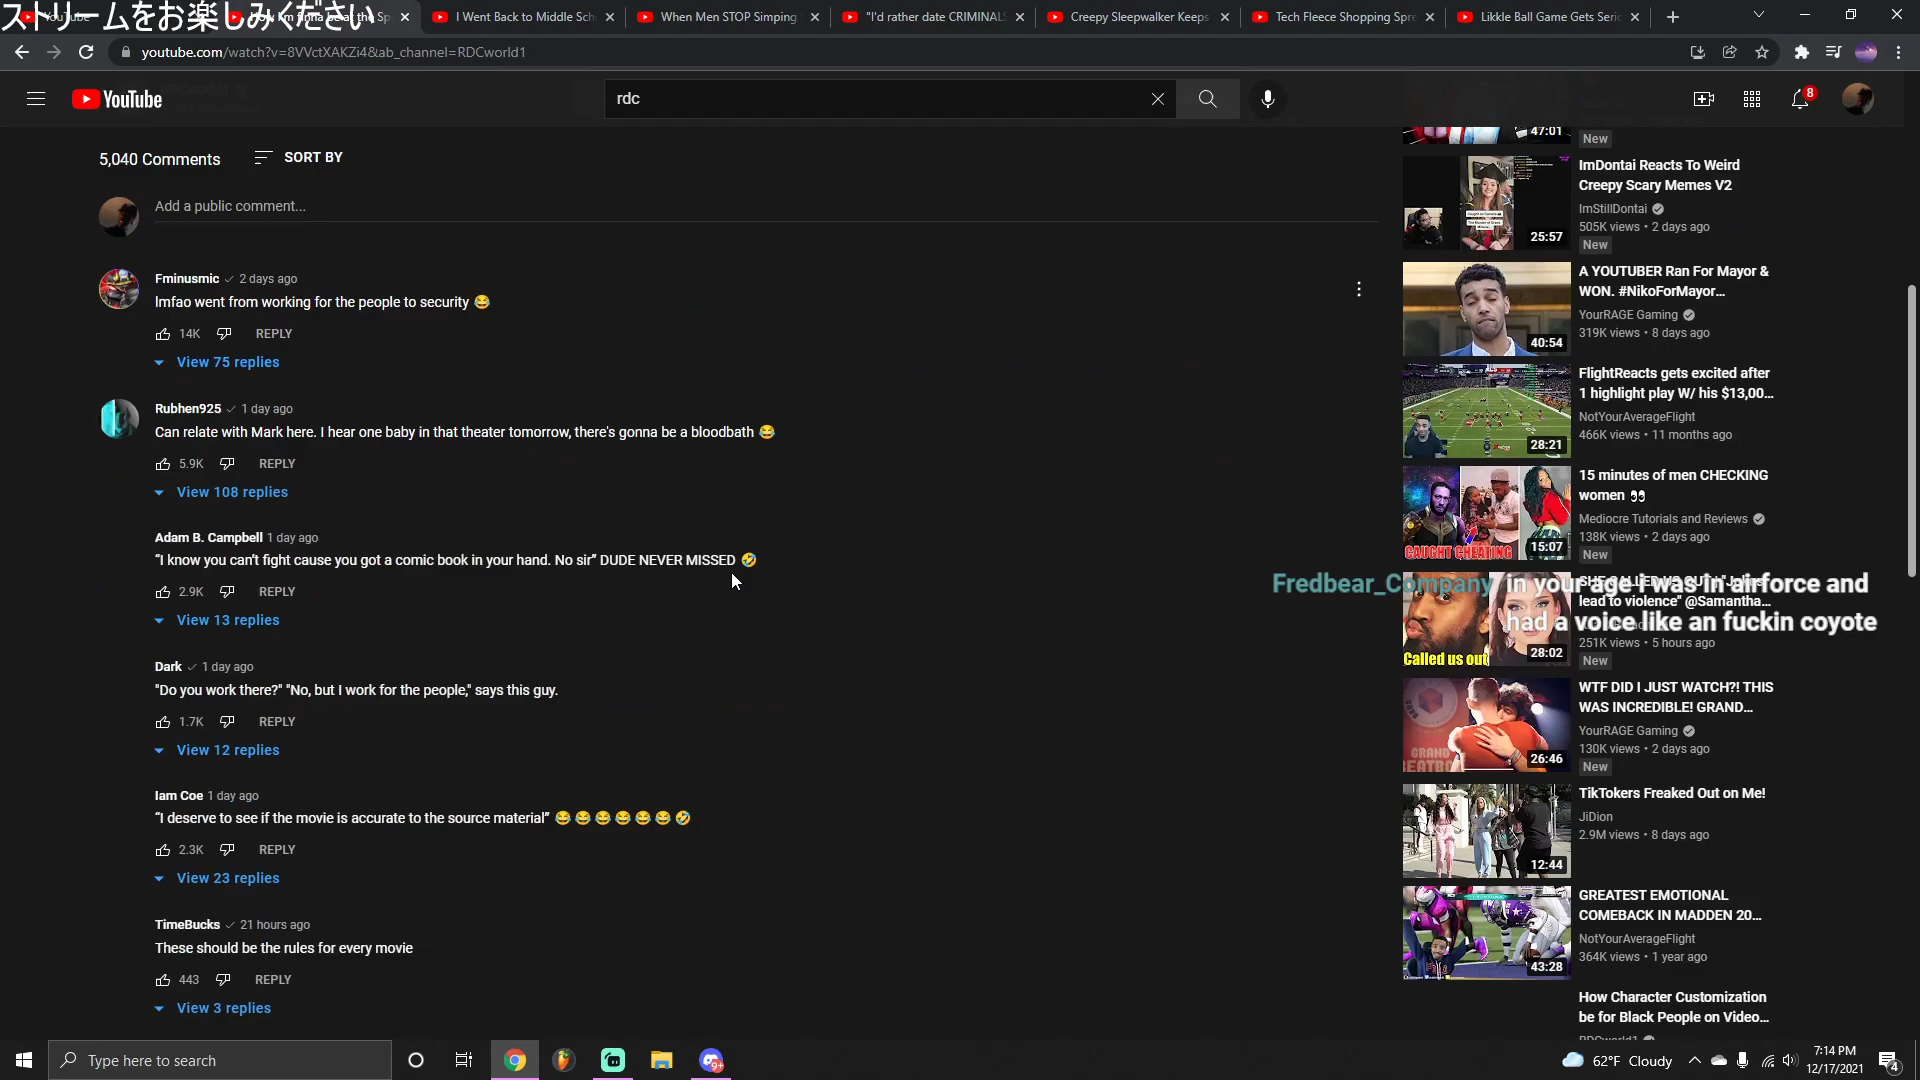 ストリームをお楽しみください
I Went Back to Middle Sch
When Men STOP Simping
"I'd rather date CRIMINALS
Creepy Sleepwalker Keeps
Tech Fleece Shopping Spre
Likkle Ball Game Gets Serio
youtube.com/watch?v=8VVctXAKZi4&ab_channel=RDCworld1
YouTube
rdc
8
5,040 Comments
SORT BY
Add a public comment...
Fminusmic 2 days ago
lmfao went from working for the people to security 😂
14K REPLY
View 75 replies
Rubhen925 1 day ago
Can relate with Mark here. I hear one baby in that theater tomorrow, there's gonna be a bloodbath 😂
5.9K REPLY
View 108 replies
Adam B. Campbell 1 day ago
“I know you can’t fight cause you got a comic book in your hand. No sir” DUDE NEVER MISSED 🤣
2.9K REPLY
View 13 replies
Dark 1 day ago
"Do you work there?" "No, but I work for the people," says this guy.
1.7K REPLY
View 12 replies
Iam Coe 1 day ago
“I deserve to see if the movie is accurate to the source material” 😂😂😂😂😂😂🤣
2.3K REPLY
View 23 replies
TimeBucks 21 hours ago
These should be the rules for every movie
443 REPLY
View 3 replies
47:01
New
ImDontai Reacts To Weird
Creepy Scary Memes V2
ImStillDontai
505K views • 2 days ago
New
25:57
A YOUTUBER Ran For Mayor &
WON. #NikoForMayor...
YourRAGE Gaming
319K views • 8 days ago
40:54
FlightReacts gets excited after
1 highlight play W/ his $13,00...
NotYourAverageFlight
466K views • 11 months ago
28:21
15 minutes of men CHECKING
women 👀
Mediocre Tutorials and Reviews
138K views • 2 days ago
New
CAUGHT CHEATING
15:07
Fredbear_Company in your age i was in airforce and
had a voice like an fuckin coyote
lead to violence" @Samantha...
251K views • 5 hours ago
New
Called us out
28:02
WTF DID I JUST WATCH?! THIS
WAS INCREDIBLE! GRAND...
YourRAGE Gaming
130K views • 2 days ago
New
26:46
TikTokers Freaked Out on Me!
JiDion
2.9M views • 8 days ago
12:44
GREATEST EMOTIONAL
COMEBACK IN MADDEN 20...
NotYourAverageFlight
364K views • 1 year ago
43:28
How Character Customization
be for Black People on Video...
RDCworld1
Type here to search
9+
62°F Cloudy
7:14 PM
12/17/2021
4